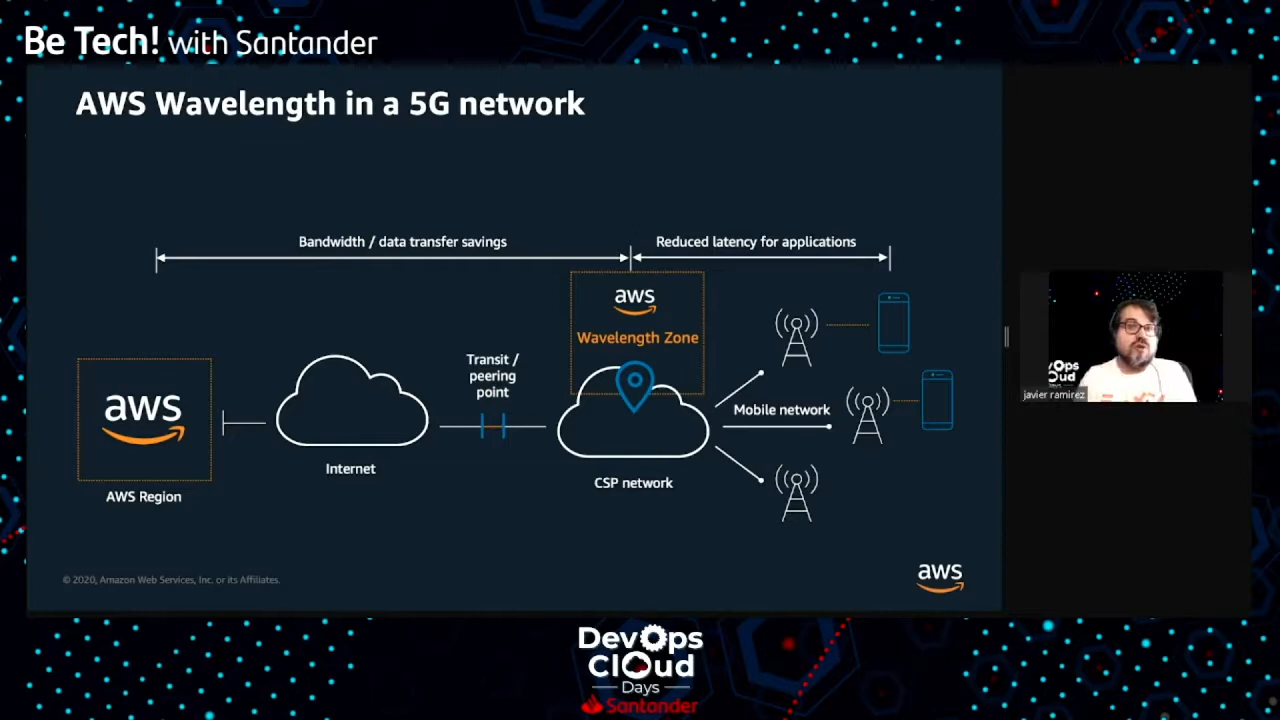 Be Tech! with Santander
AWS Wavelength in a 5G network
Bandwidth / data transfer savings
Reduced latency for applications
aws
Wavelength Zone
Transit /
peering
point
aws
Mobile network
Internet
CSP network
AWS Region
© 2020, Amazon Web Services, Inc. or its Affiliates.
aws
javier ramirez
DevOps
Cloud
Days
Santander